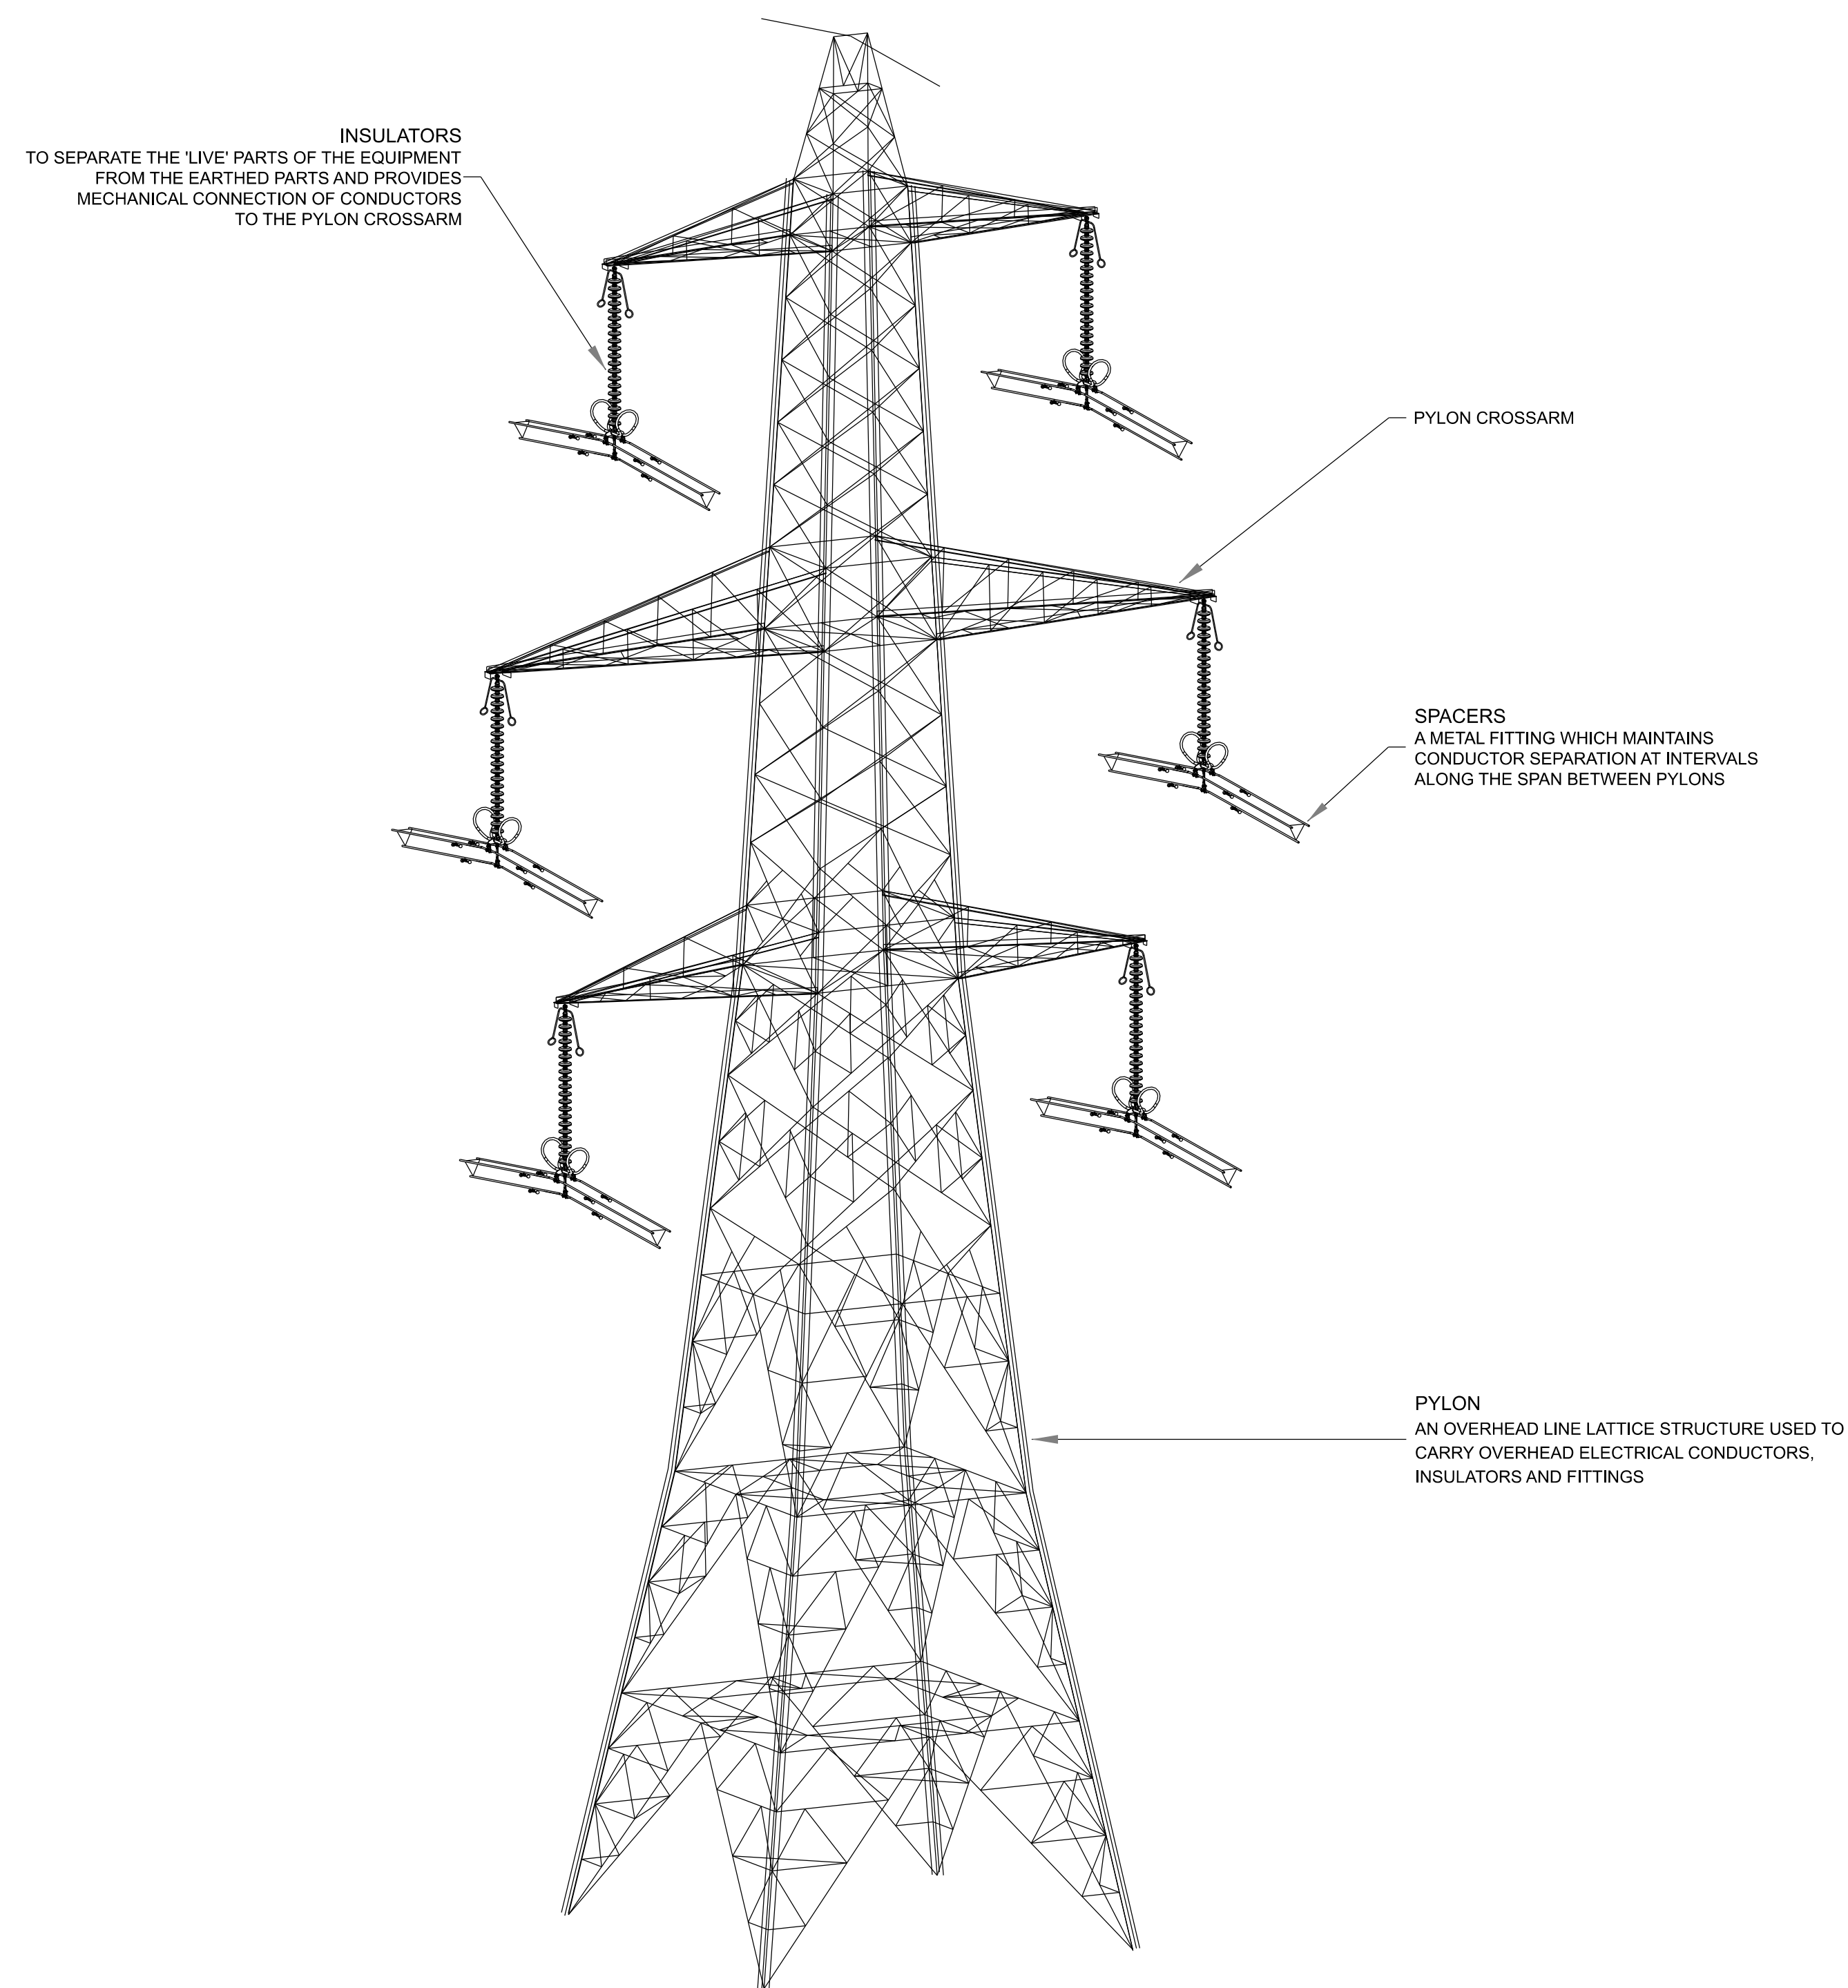 INSULATORS
TO SEPARATE THE 'LIVE' PARTS OF THE EQUIPMENT
FROM THE EARTHED PARTS AND PROVIDES
MECHANICAL CONNECTION OF CONDUCTORS
TO THE PYLON CROSSARM
PYLON CROSSARM
SPACERS
A METAL FITTING WHICH MAINTAINS
CONDUCTOR SEPARATION AT INTERVALS
ALONG THE SPAN BETWEEN PYLONS
PYLON
AN OVERHEAD LINE LATTICE STRUCTURE USED TO
CARRY OVERHEAD ELECTRICAL CONDUCTORS,
INSULATORS AND FITTINGS